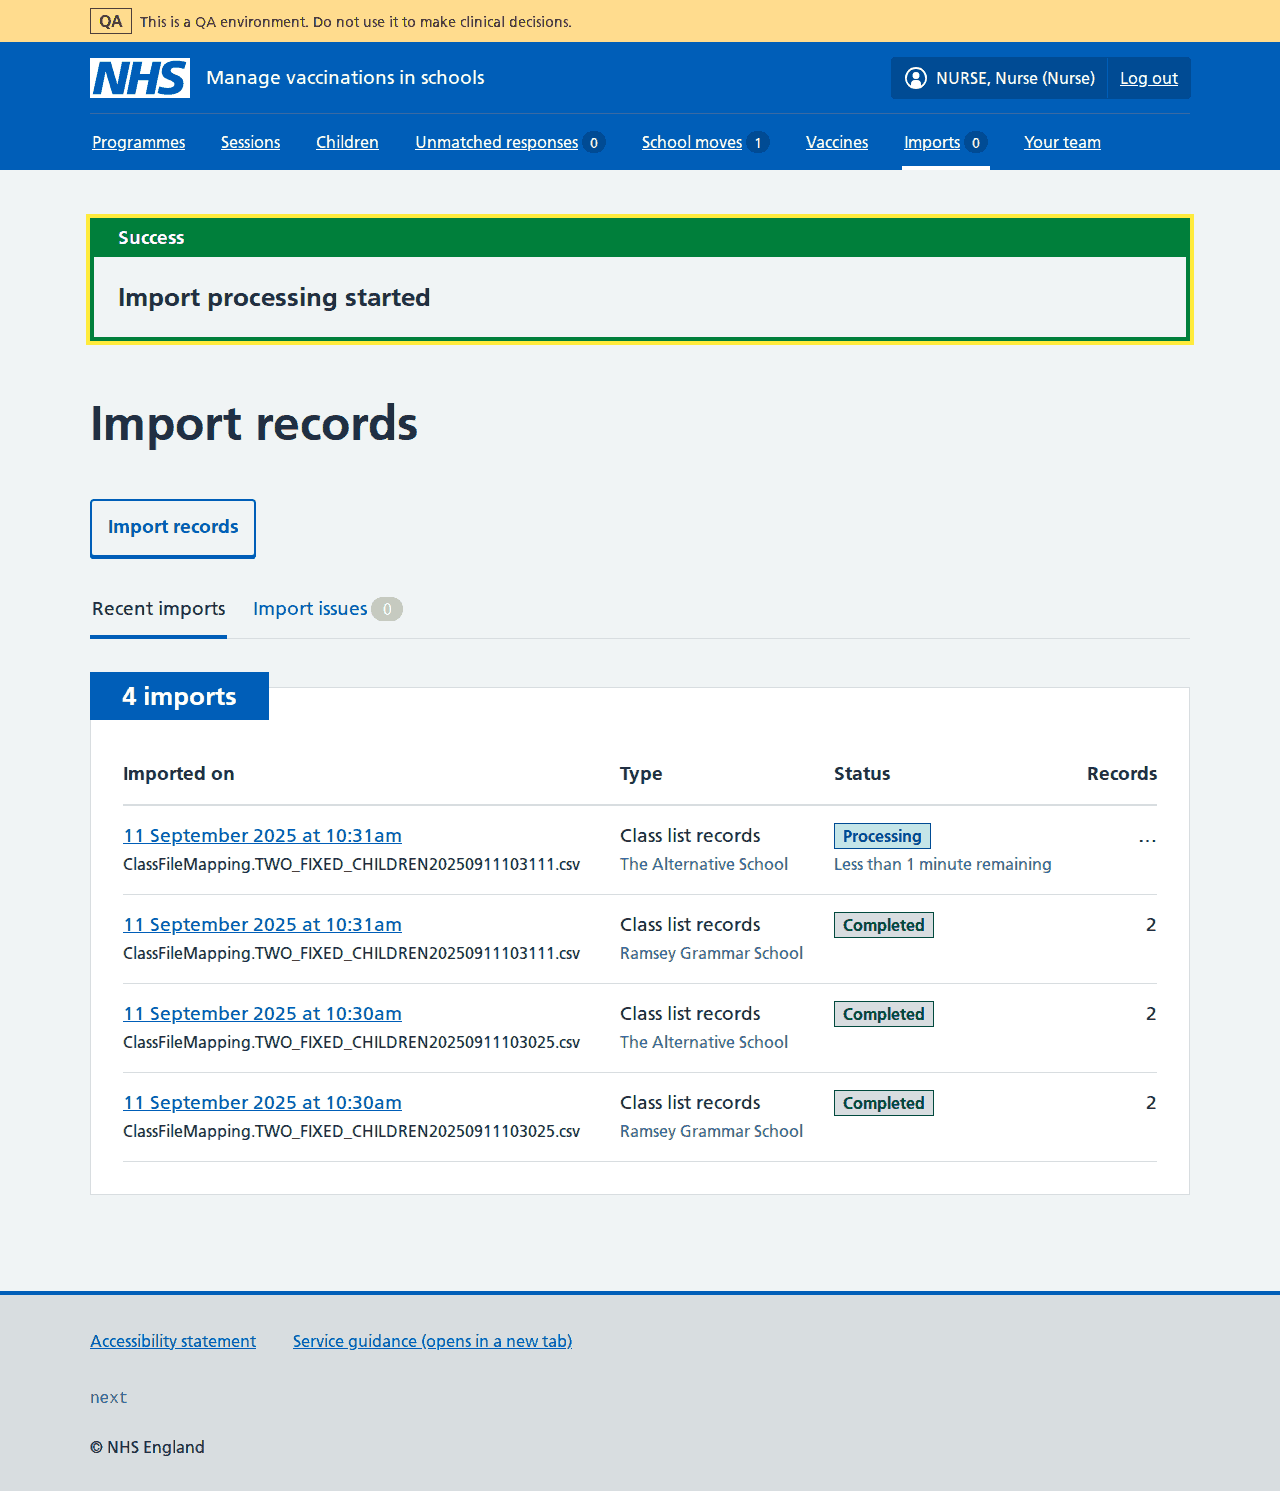 QA This is a QA environment. Do not use it to make clinical decisions.
NHS Manage vaccinations in schools NURSE, Nurse (Nurse) Log out
Programmes Sessions Children Unmatched responses 0 School moves 1 Vaccines Imports 0 Your team
Success
Import processing started
Import records
Import records
Recent imports Import issues 0
4 imports
Imported on Type Status Records
11 September 2025 at 10:31am Class list records Processing ...
ClassFileMapping.TWO_FIXED_CHILDREN20250911103111.csv The Alternative School Less than 1 minute remaining
11 September 2025 at 10:31am Class list records Completed 2
ClassFileMapping.TWO_FIXED_CHILDREN20250911103111.csv Ramsey Grammar School
11 September 2025 at 10:30am Class list records Completed 2
ClassFileMapping.TWO_FIXED_CHILDREN20250911103025.csv The Alternative School
11 September 2025 at 10:30am Class list records Completed 2
ClassFileMapping.TWO_FIXED_CHILDREN20250911103025.csv Ramsey Grammar School
Accessibility statement Service guidance (opens in a new tab)
next
© NHS England